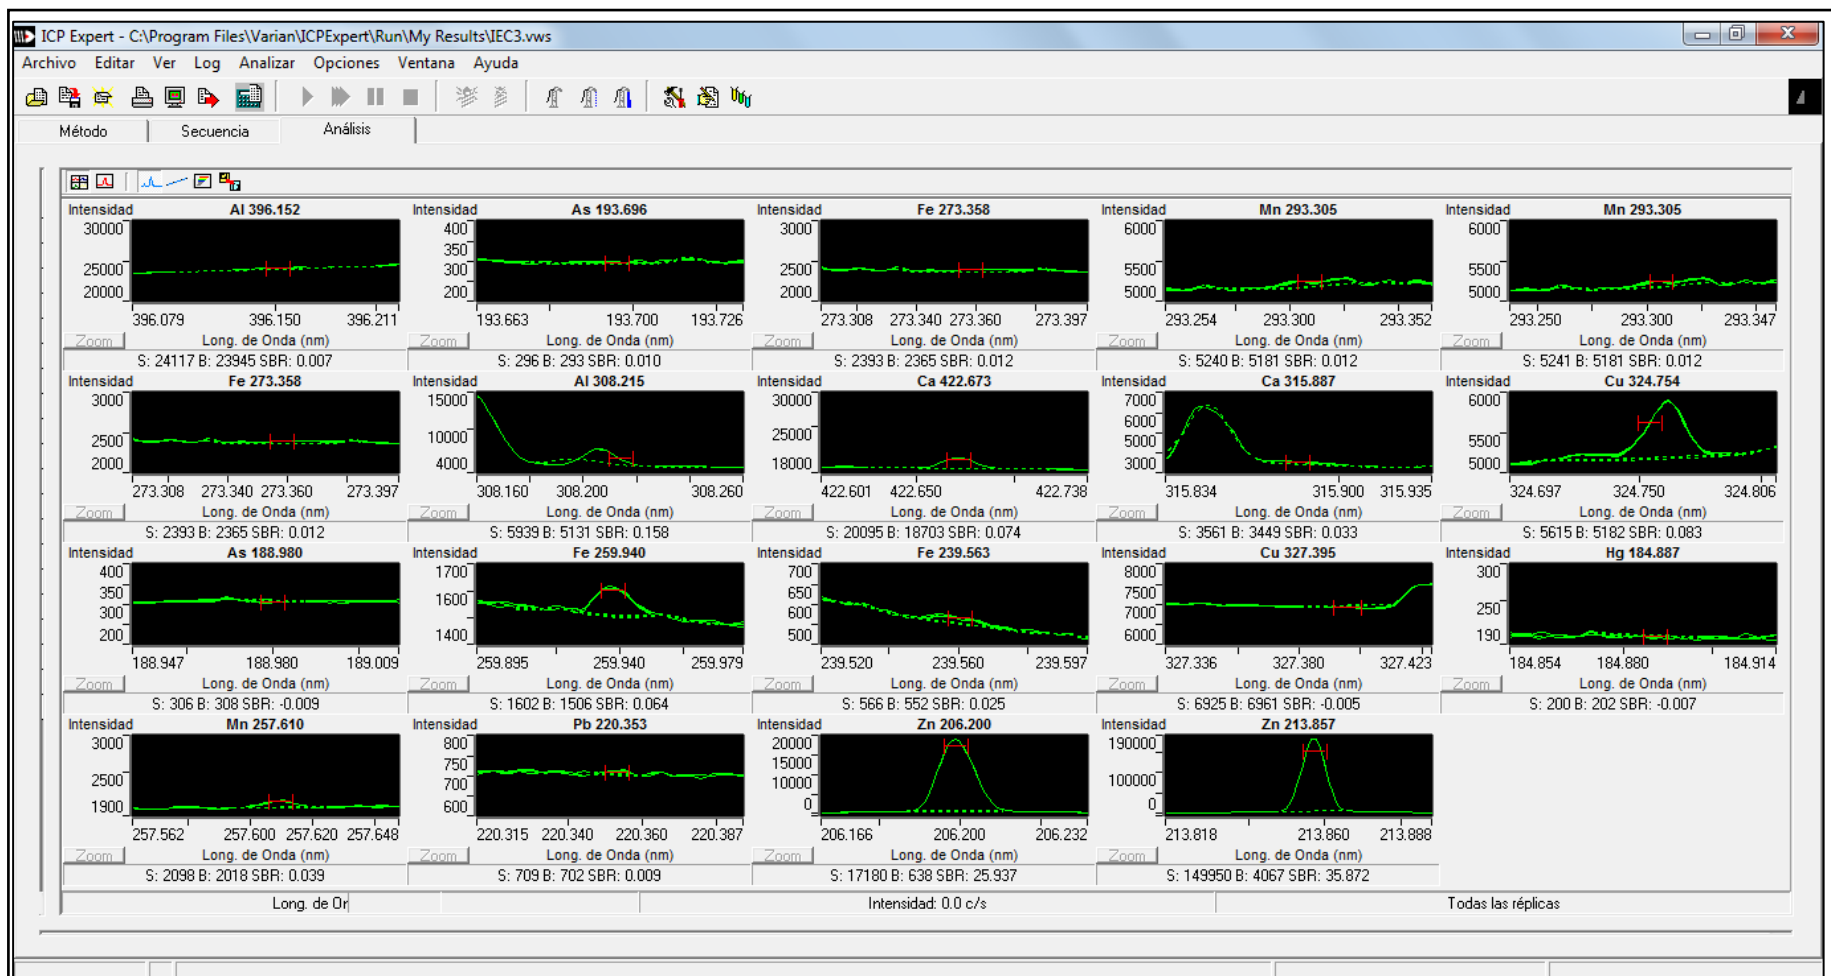 ICP Expert - C:\Program Files\Varian\ICPExpert\Run\My Results\IEC3.vws
Archivo Editar Ver Log Analizar Opciones Ventana Ayuda
Método Secuencia Análisis
Intensidad Al 396.152
30000
25000
20000
396.079 396.150 396.211
Zoom Long. de Onda (nm)
S: 24117 B: 23945 SBR: 0.007
Intensidad As 193.696
400
350
300
200
193.663 193.700 193.726
Zoom Long. de Onda (nm)
S: 296 B: 293 SBR: 0.010
Intensidad Fe 273.358
3000
2500
2000
273.308 273.340 273.360 273.397
Zoom Long. de Onda (nm)
S: 2393 B: 2365 SBR: 0.012
Intensidad Mn 293.305
6000
5500
5000
293.254 293.300 293.352
Zoom Long. de Onda (nm)
S: 5240 B: 5181 SBR: 0.012
Intensidad Mn 293.305
6000
5500
5000
293.250 293.300 293.347
Zoom Long. de Onda (nm)
S: 5241 B: 5181 SBR: 0.012
Intensidad Fe 273.358
3000
2500
2000
273.308 273.340 273.360 273.397
Zoom Long. de Onda (nm)
S: 2393 B: 2365 SBR: 0.012
Intensidad Al 308.215
15000
10000
4000
308.160 308.200 308.260
Zoom Long. de Onda (nm)
S: 5939 B: 5131 SBR: 0.158
Intensidad Ca 422.673
30000
25000
18000
422.601 422.650 422.738
Zoom Long. de Onda (nm)
S: 20095 B: 18703 SBR: 0.074
Intensidad Ca 315.887
7000
6000
5000
3000
315.834 315.900 315.935
Zoom Long. de Onda (nm)
S: 3561 B: 3449 SBR: 0.033
Intensidad Cu 324.754
6000
5500
5000
324.697 324.750 324.806
Zoom Long. de Onda (nm)
S: 5615 B: 5182 SBR: 0.083
Intensidad As 188.980
400
350
300
200
188.947 188.980 189.009
Zoom Long. de Onda (nm)
S: 306 B: 308 SBR: -0.009
Intensidad Fe 259.940
1700
1600
1400
259.895 259.940 259.979
Zoom Long. de Onda (nm)
S: 1602 B: 1506 SBR: 0.064
Intensidad Fe 239.563
700
650
600
500
239.520 239.560 239.597
Zoom Long. de Onda (nm)
S: 566 B: 552 SBR: 0.025
Intensidad Cu 327.395
8000
7500
7000
6000
327.336 327.380 327.423
Zoom Long. de Onda (nm)
S: 6925 B: 6961 SBR: -0.005
Intensidad Hg 184.887
300
250
190
184.854 184.880 184.914
Zoom Long. de Onda (nm)
S: 200 B: 202 SBR: -0.007
Intensidad Mn 257.610
3000
2500
1900
257.562 257.600 257.620 257.648
Zoom Long. de Onda (nm)
S: 2098 B: 2018 SBR: 0.039
Intensidad Pb 220.353
800
750
700
600
220.315 220.340 220.360 220.387
Zoom Long. de Onda (nm)
S: 709 B: 702 SBR: 0.009
Intensidad Zn 206.200
20000
15000
10000
0
206.166 206.200 206.232
Zoom Long. de Onda (nm)
S: 17180 B: 638 SBR: 25.937
Intensidad Zn 213.857
190000
100000
0
213.818 213.860 213.888
Zoom Long. de Onda (nm)
S: 149950 B: 4067 SBR: 35.872
Long. de Or Intensidad: 0.0 c/s Todas las réplicas